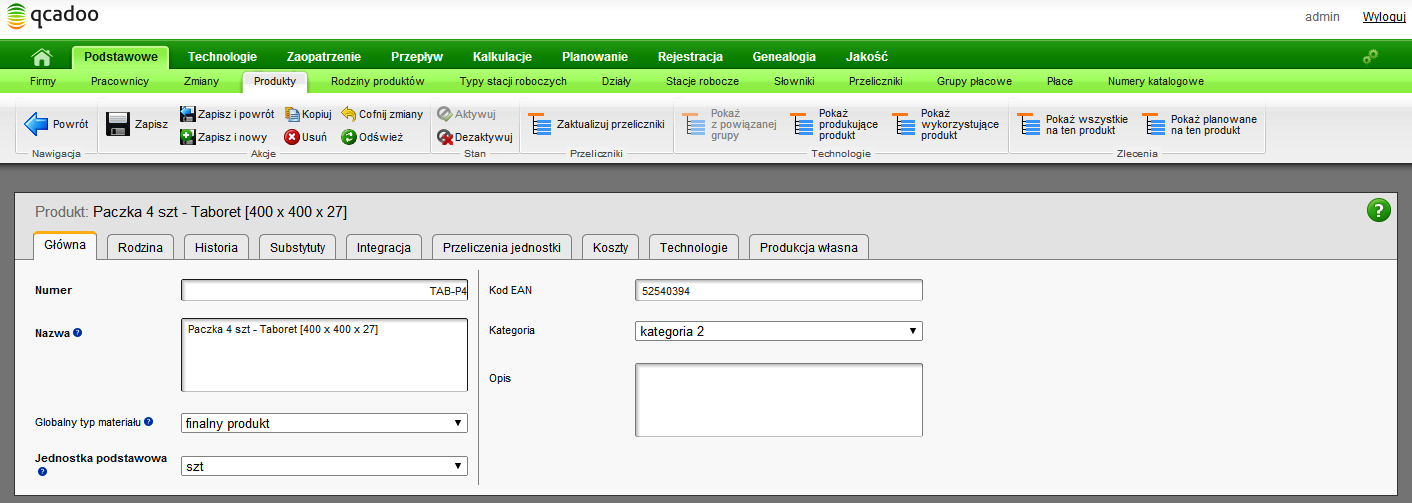 qcadoo
admin Wyloguj
Podstawowe Technologie Zaopatrzenie Przepływ Kalkulacje Planowanie Rejestracja Genealogia Jakość
Firmy Pracownicy Zmiany Produkty Rodziny produktów Typy stacji roboczych Działy Stacje robocze Słowniki Przeliczniki Grupy płacowe Płace Numery katalogowe
Powrót
Nawigacja
Zapisz
Zapisz i powrót Kopiuj Cofnij zmiany
Zapisz i nowy Usuń Odśwież
Akcje
Aktywuj
Dezaktywuj
Stan
Zaktualizuj przeliczniki
Przeliczniki
Pokaż
z powiązanej
grupy
Pokaż
produkujące
produkt
Pokaż
wykorzystujące
produkt
Technologie
Pokaż wszystkie
na ten produkt
Pokaż planowane
na ten produkt
Zlecenia
Produkt: Paczka 4 szt - Taboret [400 x 400 x 27]
?
Główna Rodzina Historia Substytuty Integracja Przeliczenia jednostki Koszty Technologie Produkcja własna
Numer TAB-P4
Nazwa ? Paczka 4 szt - Taboret [400 x 400 x 27]
Globalny typ materiału ? finalny produkt
Jednostka podstawowa ? szt
Kod EAN 52540394
Kategoria kategoria 2
Opis